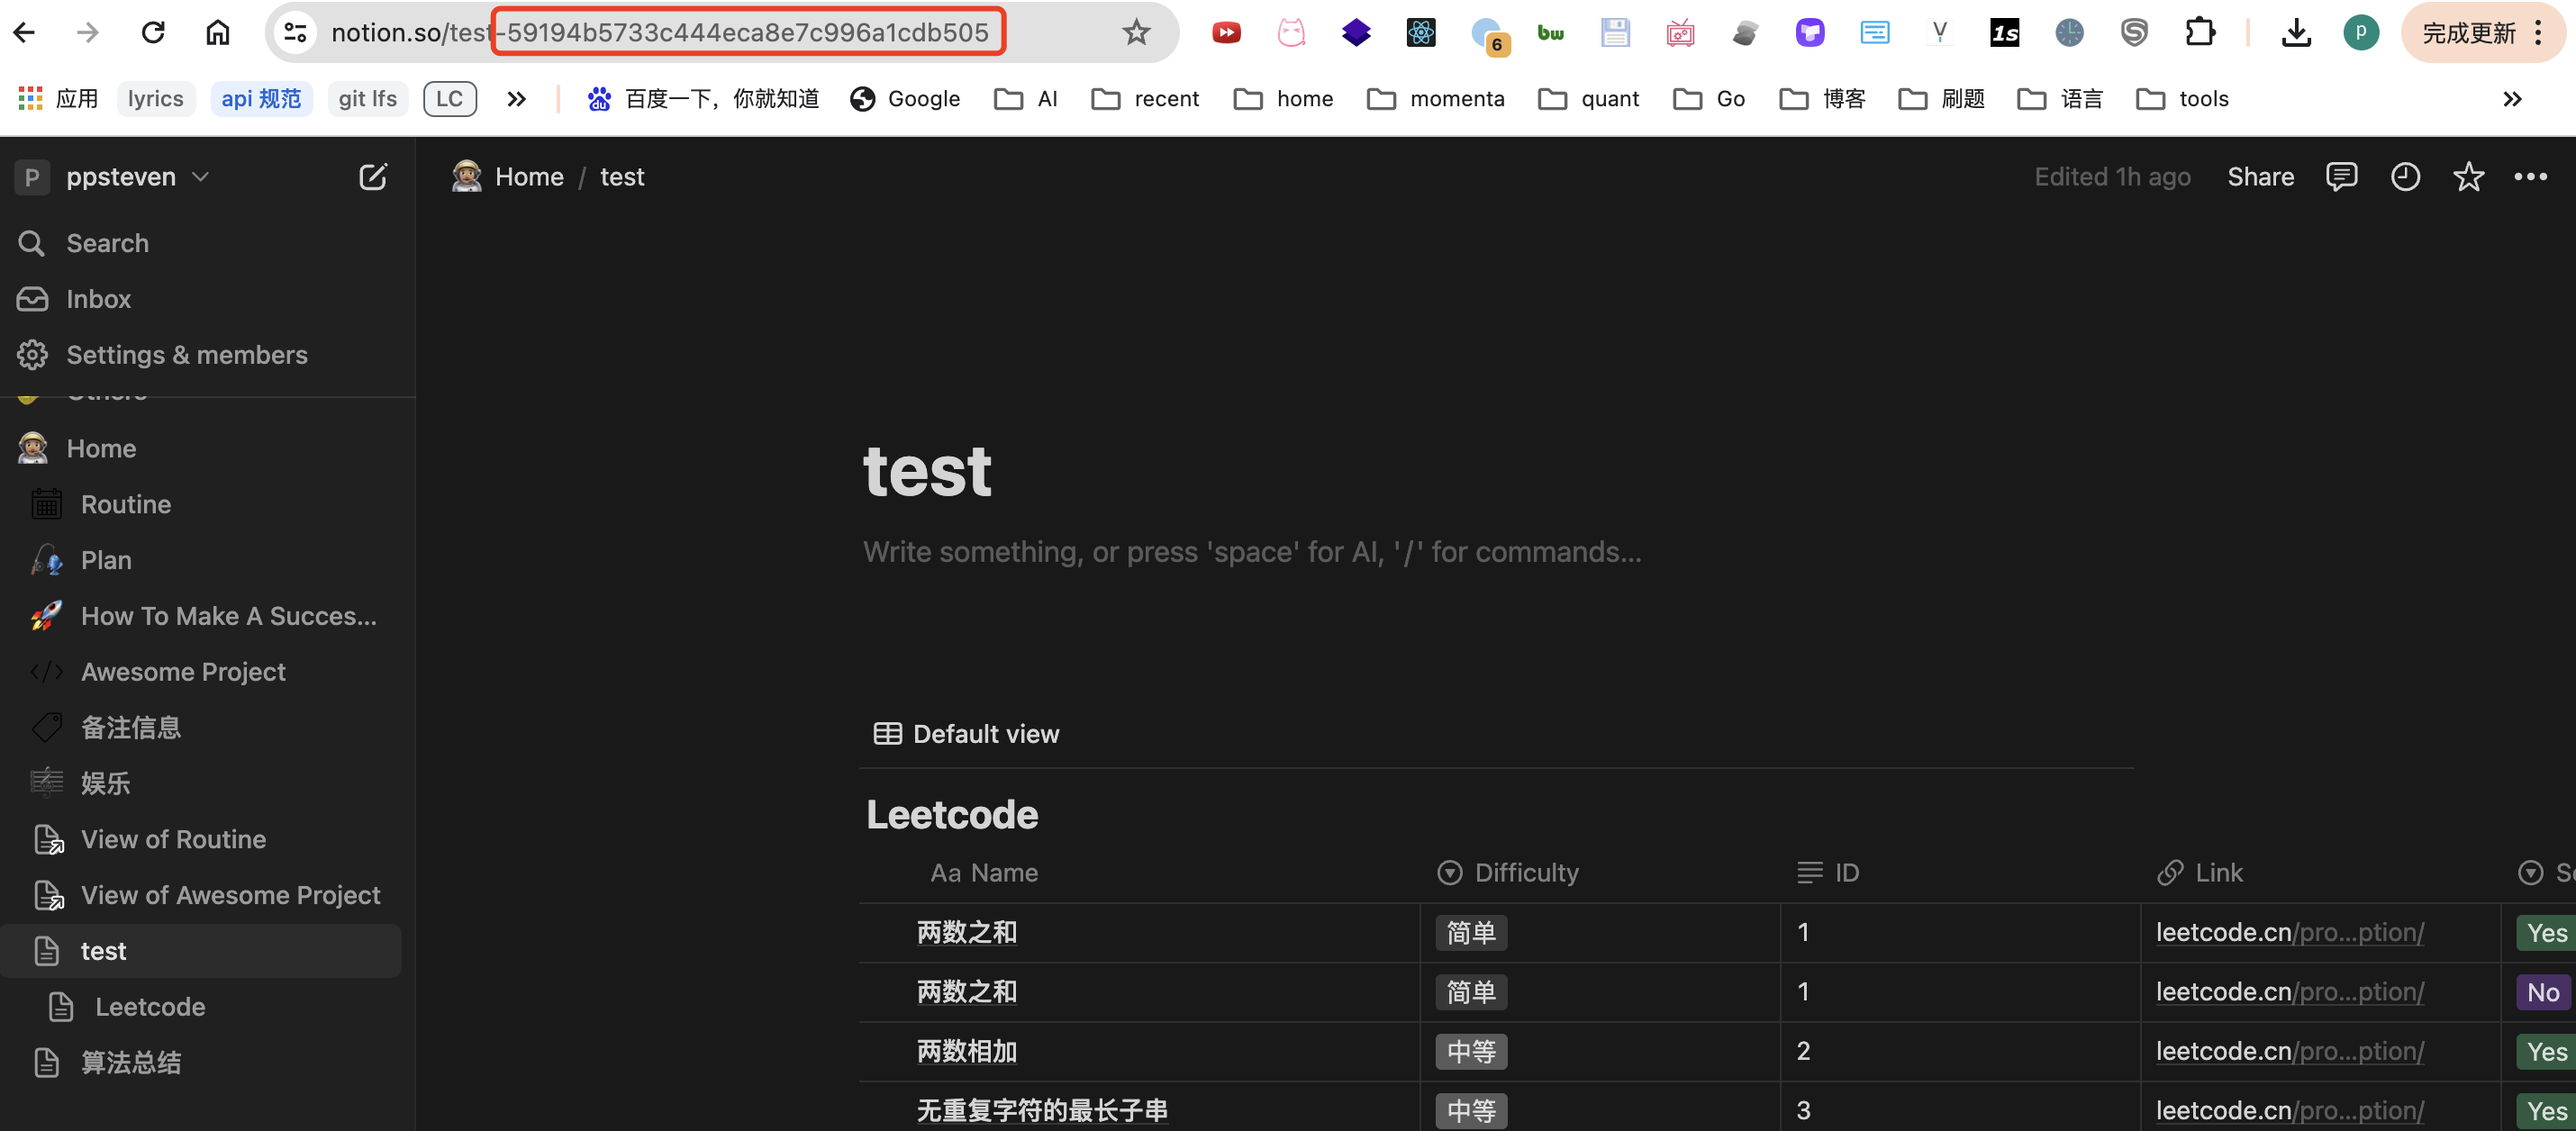 notion.so/test-59194b5733c444eca8e7c996a1cdb505
6
bw
V
1s
p
完成更新
应用
lyrics
api 规范
git lfs
LC
du
百度一下，你就知道
Google
AI
recent
home
momenta
quant
Go
博客
刷题
语言
tools
P
ppsteven
Home / test
Edited 1h ago
Share
Search
Inbox
Settings & members
Others
Home
Routine
Plan
How To Make A Succes...
Awesome Project
备注信息
娱乐
View of Routine
View of Awesome Project
test
Leetcode
算法总结
test
Write something, or press 'space' for AI, '/' for commands...
Default view
Leetcode
Aa Name
Difficulty
ID
Link
两数之和
简单
1
leetcode.cn/pro...ption/
Yes
两数之和
简单
1
leetcode.cn/pro...ption/
No
两数相加
中等
2
leetcode.cn/pro...ption/
Yes
无重复字符的最长子串
中等
3
leetcode.cn/pro...ption/
Yes